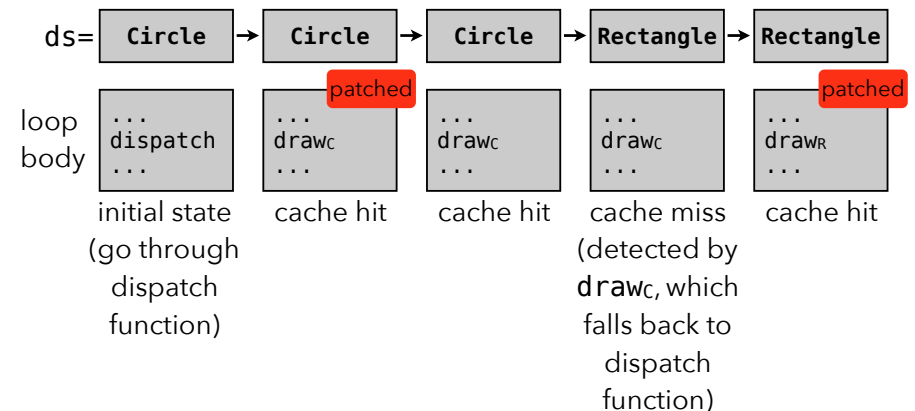 ds= Circle → Circle → Circle → Rectangle → Rectangle
patched patched
loop body
... ... ... ... ...
dispatch drawC drawC drawC drawR
... ... ... ... ...
initial state (go through dispatch function)
cache hit
cache hit
cache miss (detected by drawC, which falls back to dispatch function)
cache hit